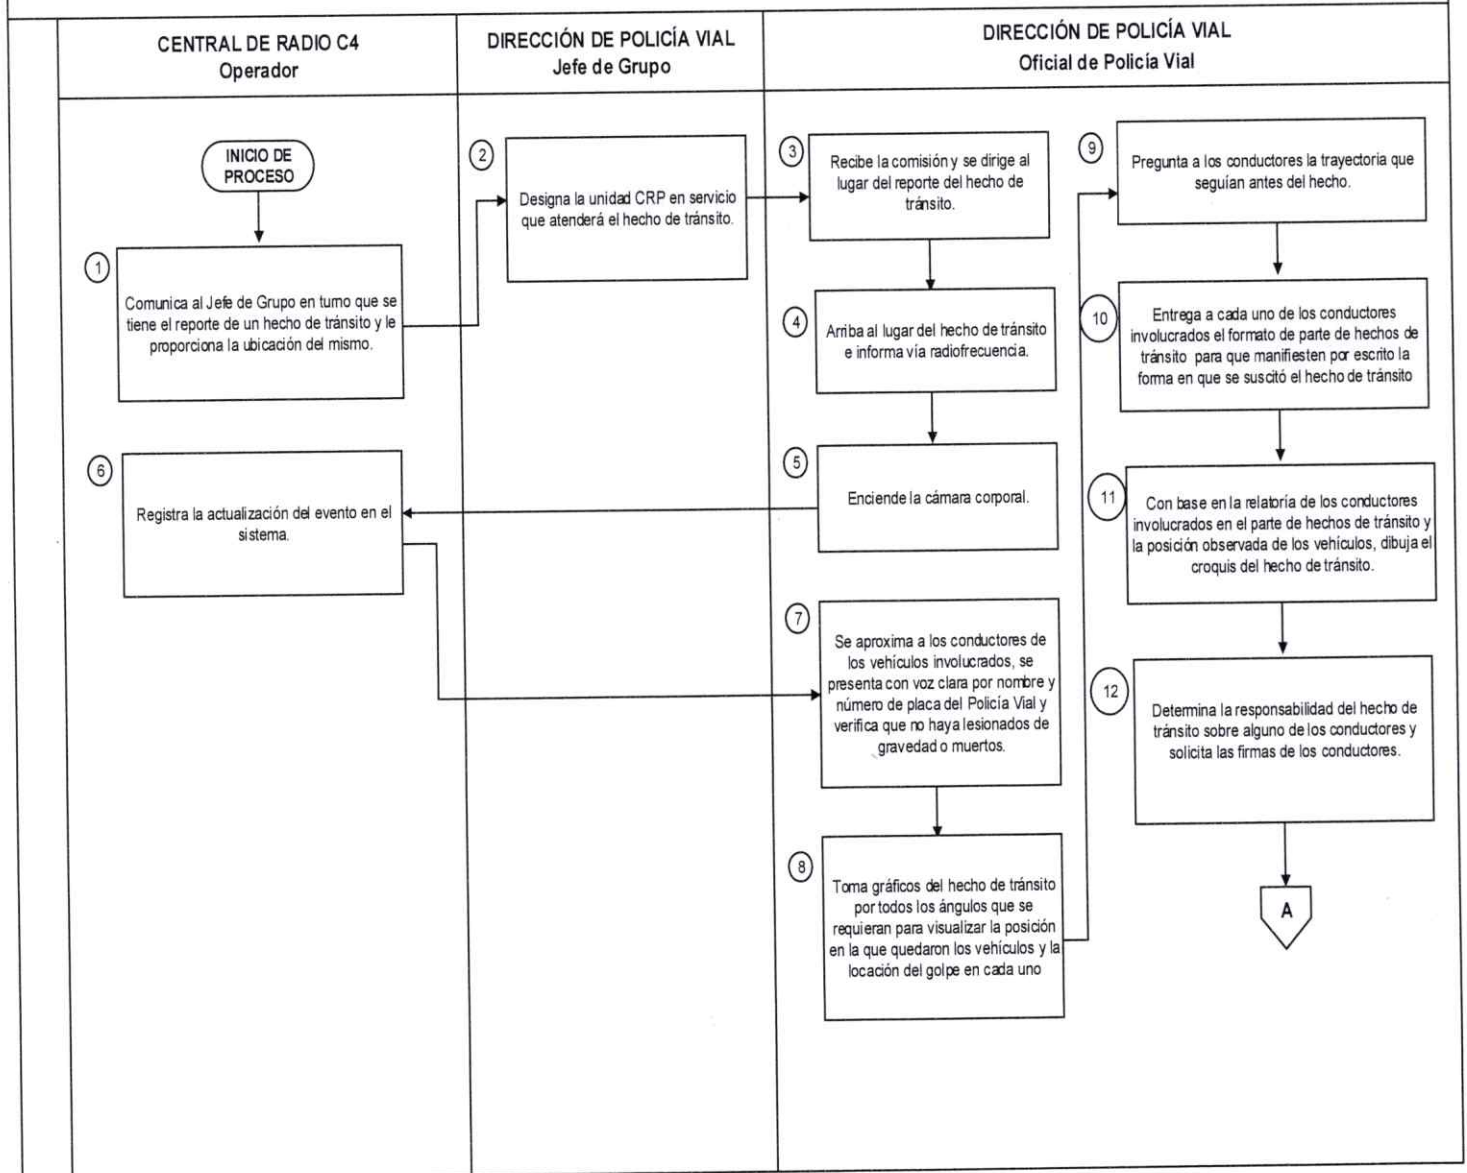 CENTRAL DE RADIO C4
Operador
DIRECCIÓN DE POLICÍA VIAL
Jefe de Grupo
DIRECCIÓN DE POLICÍA VIAL
Oficial de Policía Vial
INICIO DE
PROCESO
1
Comunica al Jefe de Grupo en turno que se
tiene el reporte de un hecho de tránsito y le
proporciona la ubicación del mismo.
2
Designa la unidad CRP en servicio
que atenderá el hecho de tránsito.
3
Recibe la comisión y se dirige al
lugar del reporte del hecho de
tránsito.
4
Arriba al lugar del hecho de tránsito
e informa vía radiofrecuencia.
5
Enciende la cámara corporal.
6
Registra la actualización del evento en el
sistema.
7
Se aproxima a los conductores de
los vehículos involucrados, se
presenta con voz clara por nombre y
número de placa del Policía Vial y
verifica que no haya lesionados de
gravedad o muertos.
8
Toma gráficos del hecho de tránsito
por todos los ángulos que se
requieran para visualizar la posición
en la que quedaron los vehículos y la
locación del golpe en cada uno
9
Pregunta a los conductores la trayectoria que
seguían antes del hecho.
10
Entrega a cada uno de los conductores
involucrados el formato de parte de hechos de
tránsito para que manifiesten por escrito la
forma en que se suscitó el hecho de tránsito
11
Con base en la relatoría de los conductores
involucrados en el parte de hechos de tránsito y
la posición observada de los vehículos, dibuja el
croquis del hecho de tránsito.
12
Determina la responsabilidad del hecho de
tránsito sobre alguno de los conductores y
solicita las firmas de los conductores.
A